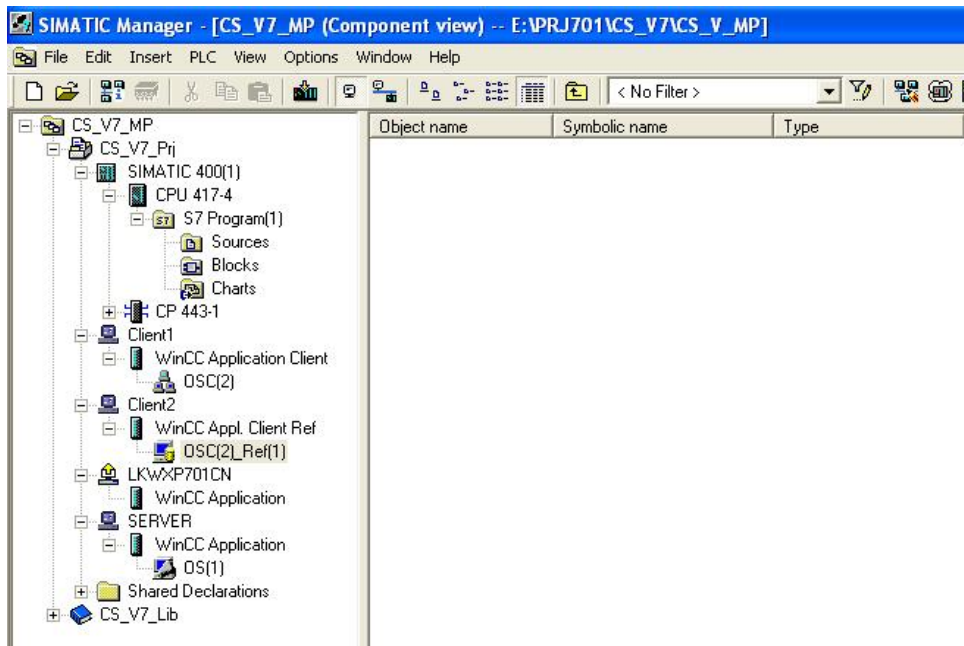 SIMATIC Manager - [CS_V7_MP (Component view) -- E:\PRJ701\CS_V7\CS_V_MP]
File Edit Insert PLC View Options Window Help
< No Filter >
Object name Symbolic name Type
CS_V7_MP
CS_V7_Prj
SIMATIC 400(1)
CPU 417-4
S7 S7 Program(1)
Sources
Blocks
Charts
CP 443-1
Client1
WinCC Application Client
OSC(2)
Client2
WinCC Appl. Client Ref
OSC(2)_Ref(1)
LKWXP701CN
WinCC Application
SERVER
WinCC Application
OS(1)
Shared Declarations
CS_V7_Lib